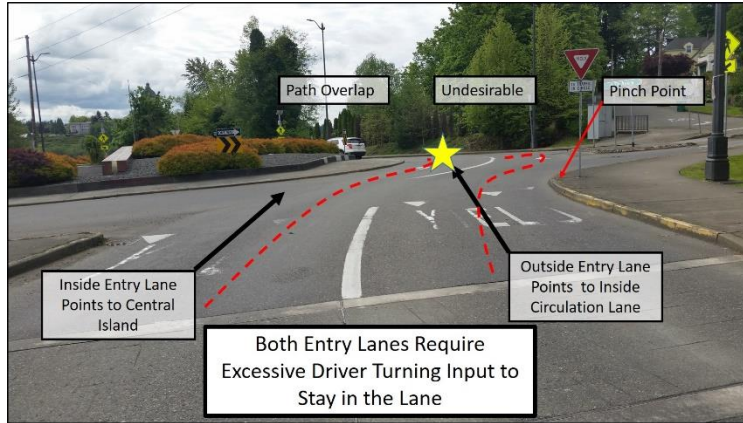 Path Overlap
Undesirable
Pinch Point
Inside Entry Lane
Points to Central
Island
Outside Entry Lane
Points to Inside
Circulation Lane
Both Entry Lanes Require
Excessive Driver Turning Input to
Stay in the Lane